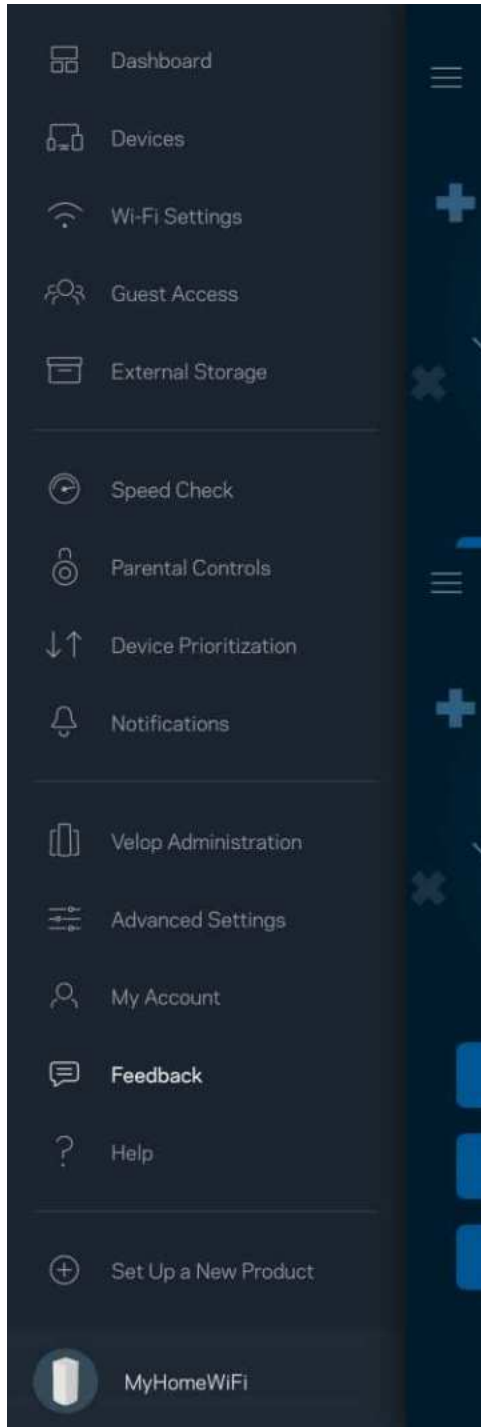 Dashboard
Devices
Wi-Fi Settings
Guest Access
External Storage
Speed Check
Parental Controls
Device Prioritization
Notifications
Velop Administration
Advanced Settings
My Account
Feedback
Help
Set Up a New Product
MyHomeWiFi